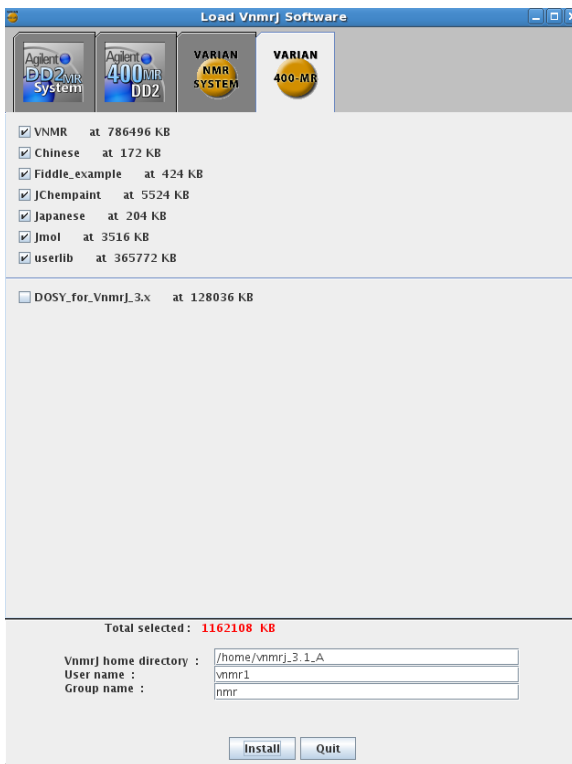 Load VnmrJ Software
Agilent
DD2MR
System
Agilent
400MR
DD2
VARIAN
NMR
SYSTEM
VARIAN
400-MR
VNMR at 786496 KB
Chinese at 172 KB
Fiddle_example at 424 KB
JChempaint at 5524 KB
Japanese at 204 KB
Jmol at 3516 KB
userlib at 365772 KB
DOSY_for_VnmrJ_3.x at 128036 KB
Total selected : 1162108 KB
VnmrJ home directory : /home/vnmrj_3.1_A
User name : vnmr1
Group name : nmr
Install Quit